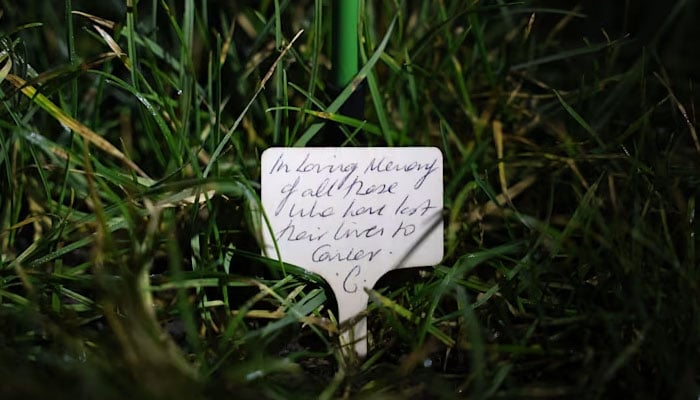 In Loving Memory
of all those
who have lost
their lives to
Cancer.
C.